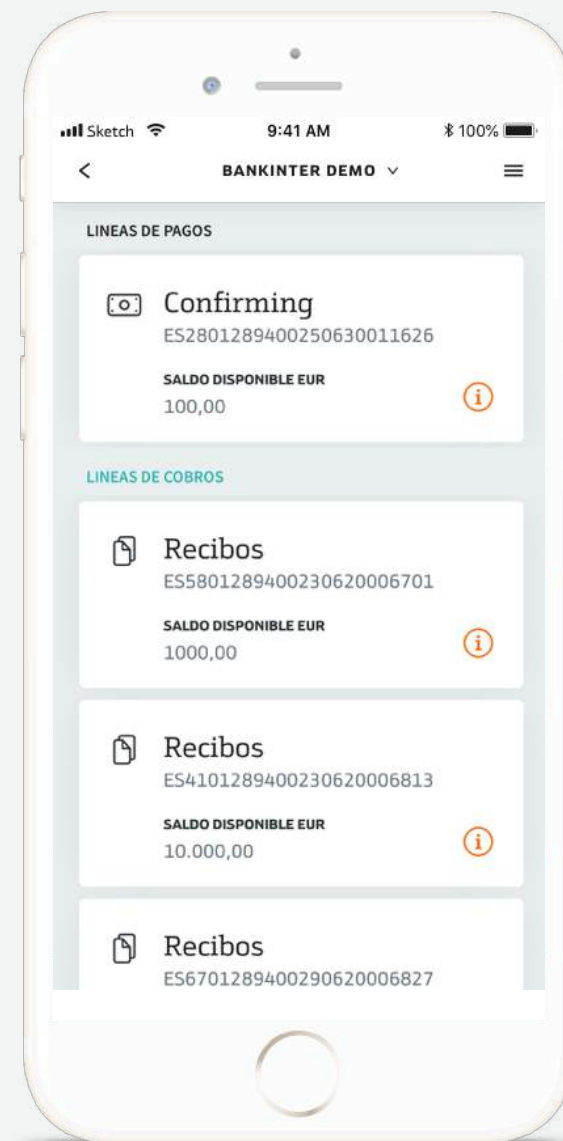 Sketch 9:41 AM 100%
BANKINTER DEMO
LINEAS DE PAGOS
Confirming
ES2801289400250630011626
SALDO DISPONIBLE EUR
100,00
LINEAS DE COBROS
Recibos
ES5801289400230620006701
SALDO DISPONIBLE EUR
1000,00
Recibos
ES4101289400230620006813
SALDO DISPONIBLE EUR
10.000,00
Recibos
ES6701289400290620006827